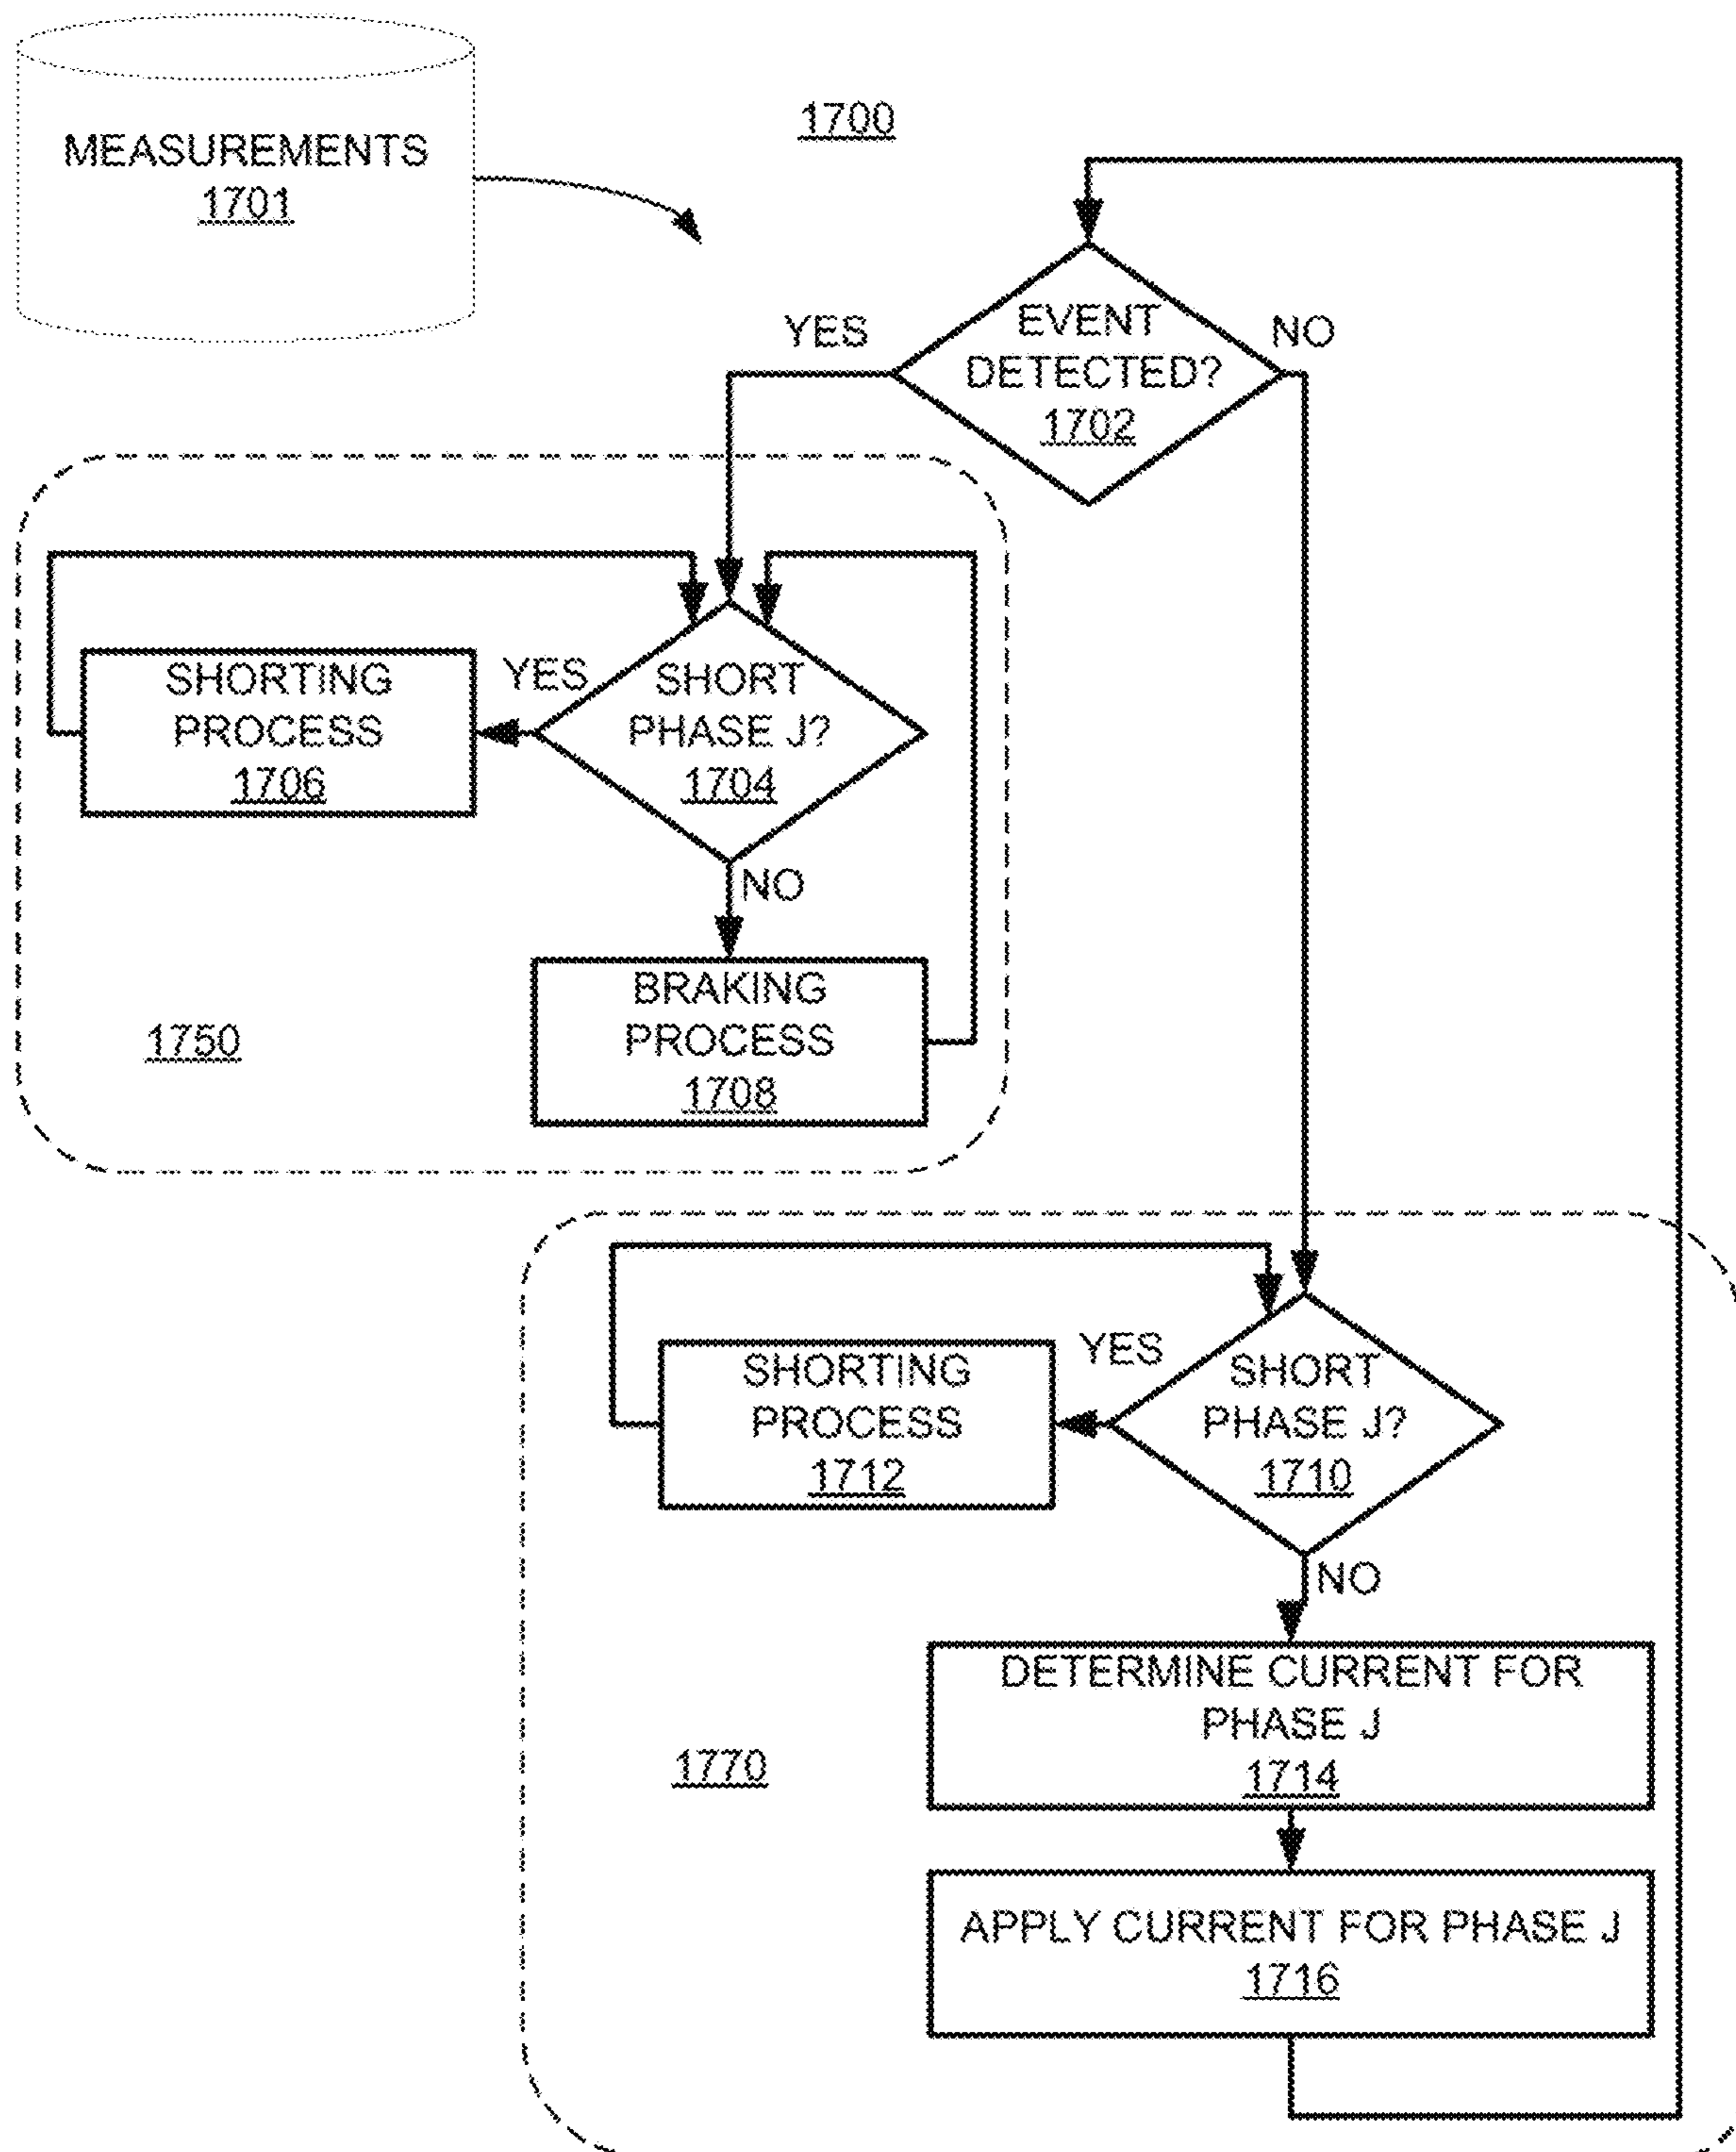 MEASUREMENTS
1701
1700
EVENT
DETECTED?
1702
YES
NO
SHORT
PHASE J?
1704
YES
NO
SHORTING
PROCESS
1706
BRAKING
PROCESS
1708
1750
SHORT
PHASE J?
1710
YES
NO
SHORTING
PROCESS
1712
DETERMINE CURRENT FOR
PHASE J
1714
1770
APPLY CURRENT FOR PHASE J
1716